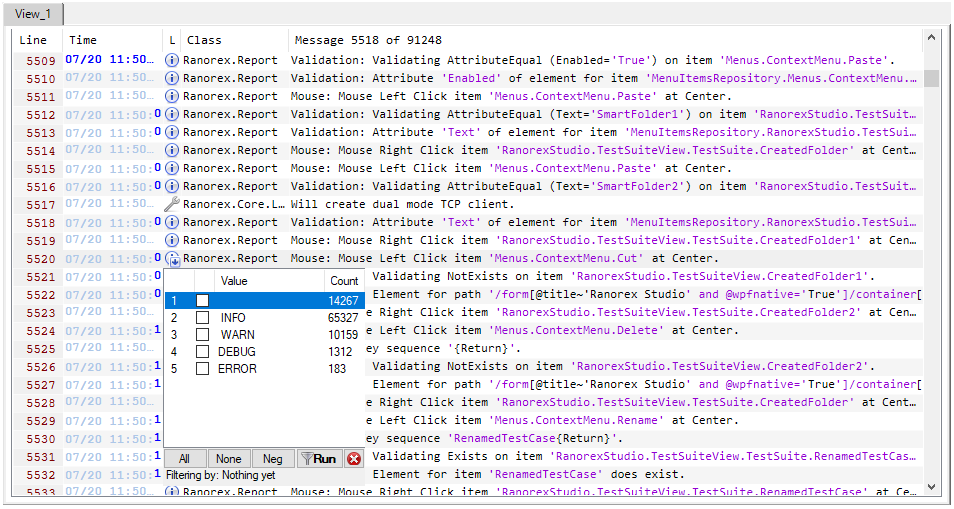 View_1
Line Time L Class Message 5518 of 91248
5509 07/20 11:50... Ranorex.Report Validation: Validating AttributeEqual (Enabled='True') on item 'Menus.ContextMenu.Paste'.
5510 07/20 11:50... Ranorex.Report Validation: Attribute 'Enabled' of element for item 'MenuItemsRepository.Menus.ContextMenu....
5511 07/20 11:50... Ranorex.Report Mouse: Mouse Left Click item 'Menus.ContextMenu.Paste' at Center.
5512 07/20 11:50:0 Ranorex.Report Validation: Validating AttributeEqual (Text='SmartFolder1') on item 'RanorexStudio.TestSuit...
5513 07/20 11:50:0 Ranorex.Report Validation: Attribute 'Text' of element for item 'MenuItemsRepository.RanorexStudio.TestSui...
5514 07/20 11:50... Ranorex.Report Mouse: Mouse Right Click item 'RanorexStudio.TestSuiteView.TestSuite.CreatedFolder' at Cent...
5515 07/20 11:50... Ranorex.Report Mouse: Mouse Left Click item 'Menus.ContextMenu.Paste' at Center.
5516 07/20 11:50:0 Ranorex.Report Validation: Validating AttributeEqual (Text='SmartFolder2') on item 'RanorexStudio.TestSuit...
5517 07/20 11:50... Ranorex.Core.L... Will create dual mode TCP client.
5518 07/20 11:50:0 Ranorex.Report Validation: Attribute 'Text' of element for item 'MenuItemsRepository.RanorexStudio.TestSui...
5519 07/20 11:50... Ranorex.Report Mouse: Mouse Right Click item 'RanorexStudio.TestSuiteView.TestSuite.CreatedFolder1' at Cen...
5520 07/20 11:50:0 Ranorex.Report Mouse: Mouse Left Click item 'Menus.ContextMenu.Cut' at Center.
5521 07/20 11:50:0 Validating NotExists on item 'RanorexStudio.TestSuiteView.CreatedFolder1'.
5522 07/20 11:50:0 Element for path '/form[@title~'Ranorex Studio' and @wpfnative='True']/container[
5523 07/20 11:50... e Right Click item 'RanorexStudio.TestSuiteView.TestSuite.CreatedFolder2' at Cen...
5524 07/20 11:50:1 e Left Click item 'Menus.ContextMenu.Delete' at Center.
5525 07/20 11:50... ey sequence '{Return}'.
5526 07/20 11:50:1 Validating NotExists on item 'RanorexStudio.TestSuiteView.CreatedFolder2'.
5527 07/20 11:50:1 Element for path '/form[@title~'Ranorex Studio' and @wpfnative='True']/container[
5528 07/20 11:50... e Right Click item 'RanorexStudio.TestSuiteView.TestSuite.CreatedFolder' at Cent...
5529 07/20 11:50:1 e Left Click item 'Menus.ContextMenu.Rename' at Center.
5530 07/20 11:50:1 ey sequence 'RenamedTestCase{Return}'.
5531 07/20 11:50:1 Validating Exists on item 'RanorexStudio.TestSuiteView.TestSuite.RenamedTestCas...
5532 07/20 11:50:1 Element for item 'RenamedTestCase' does exist.
5533 07/20 11:50... Ranorex.Report Mouse: Mouse Right Click item 'RanorexStudio.TestSuiteView.TestSuite.RenamedTestCase' at Ce...
Value Count
1 14267
2 INFO 65327
3 WARN 10159
4 DEBUG 1312
5 ERROR 183
All None Neg Run
Filtering by: Nothing yet